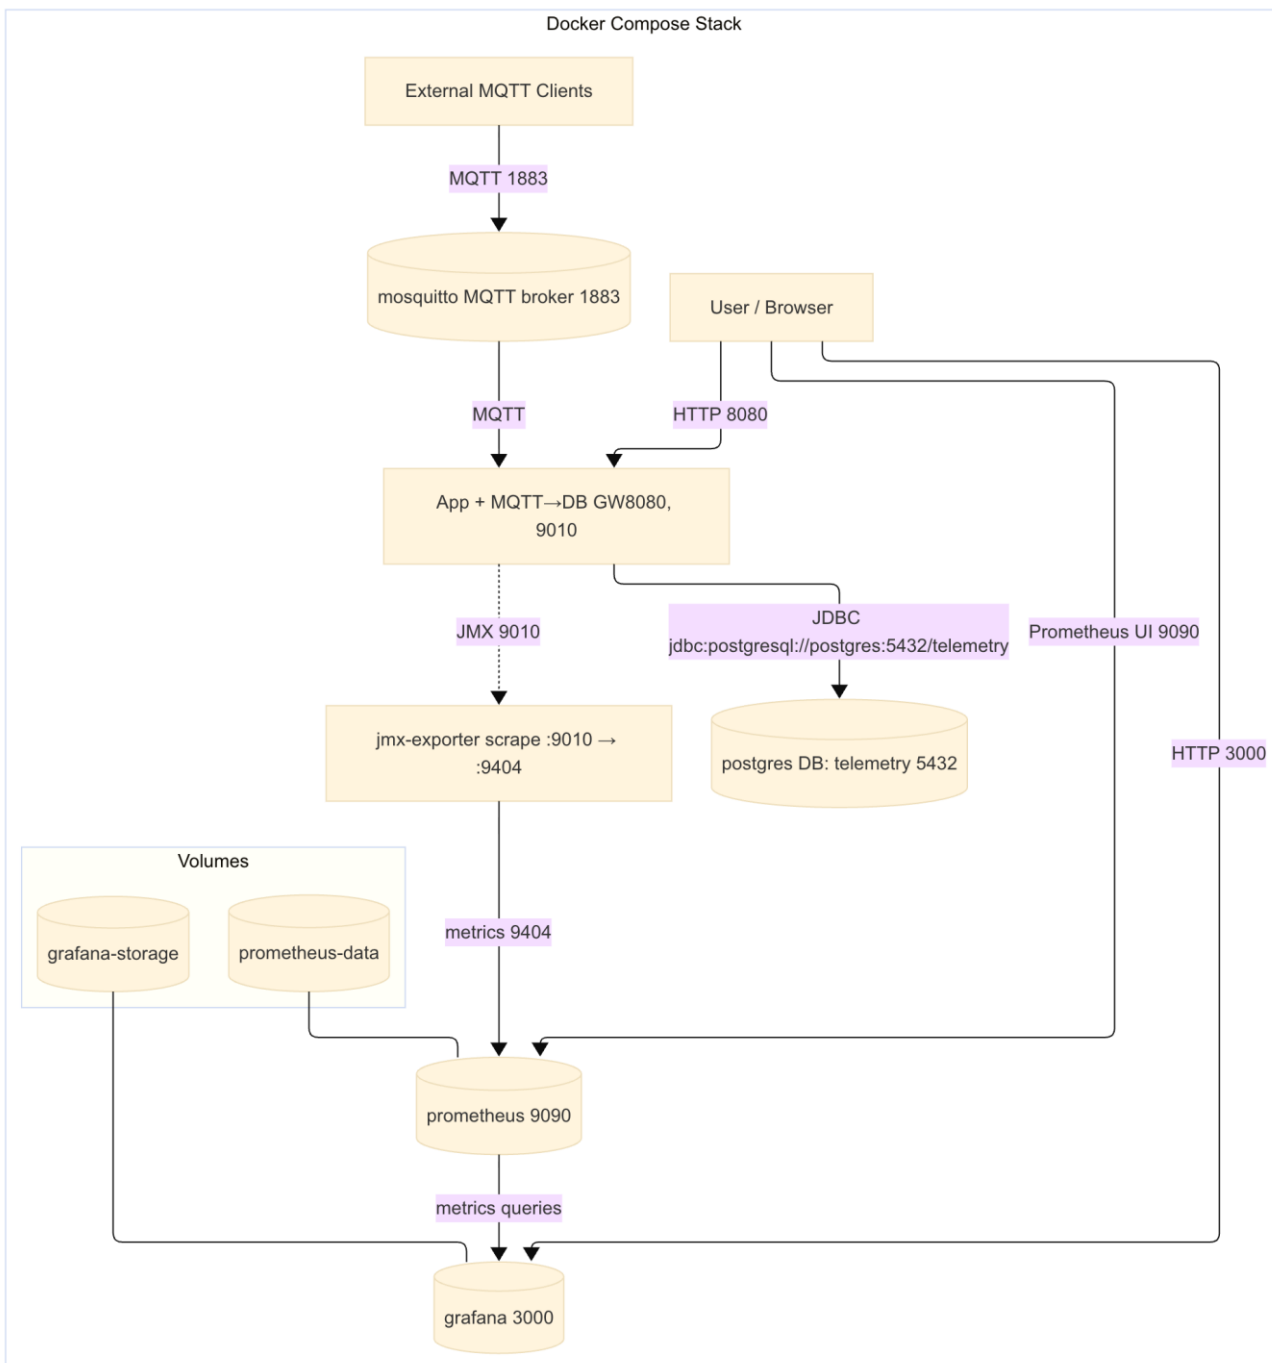 Docker Compose Stack
External MQTT Clients
MQTT 1883
mosquitto MQTT broker 1883
User / Browser
MQTT
HTTP 8080
App + MQTT→DB GW8080,
9010
JMX 9010
JDBC
jdbc:postgresql://postgres:5432/telemetry
Prometheus UI 9090
jmx-exporter scrape :9010 →
:9404
postgres DB: telemetry 5432
HTTP 3000
Volumes
grafana-storage
prometheus-data
metrics 9404
prometheus 9090
metrics queries
grafana 3000